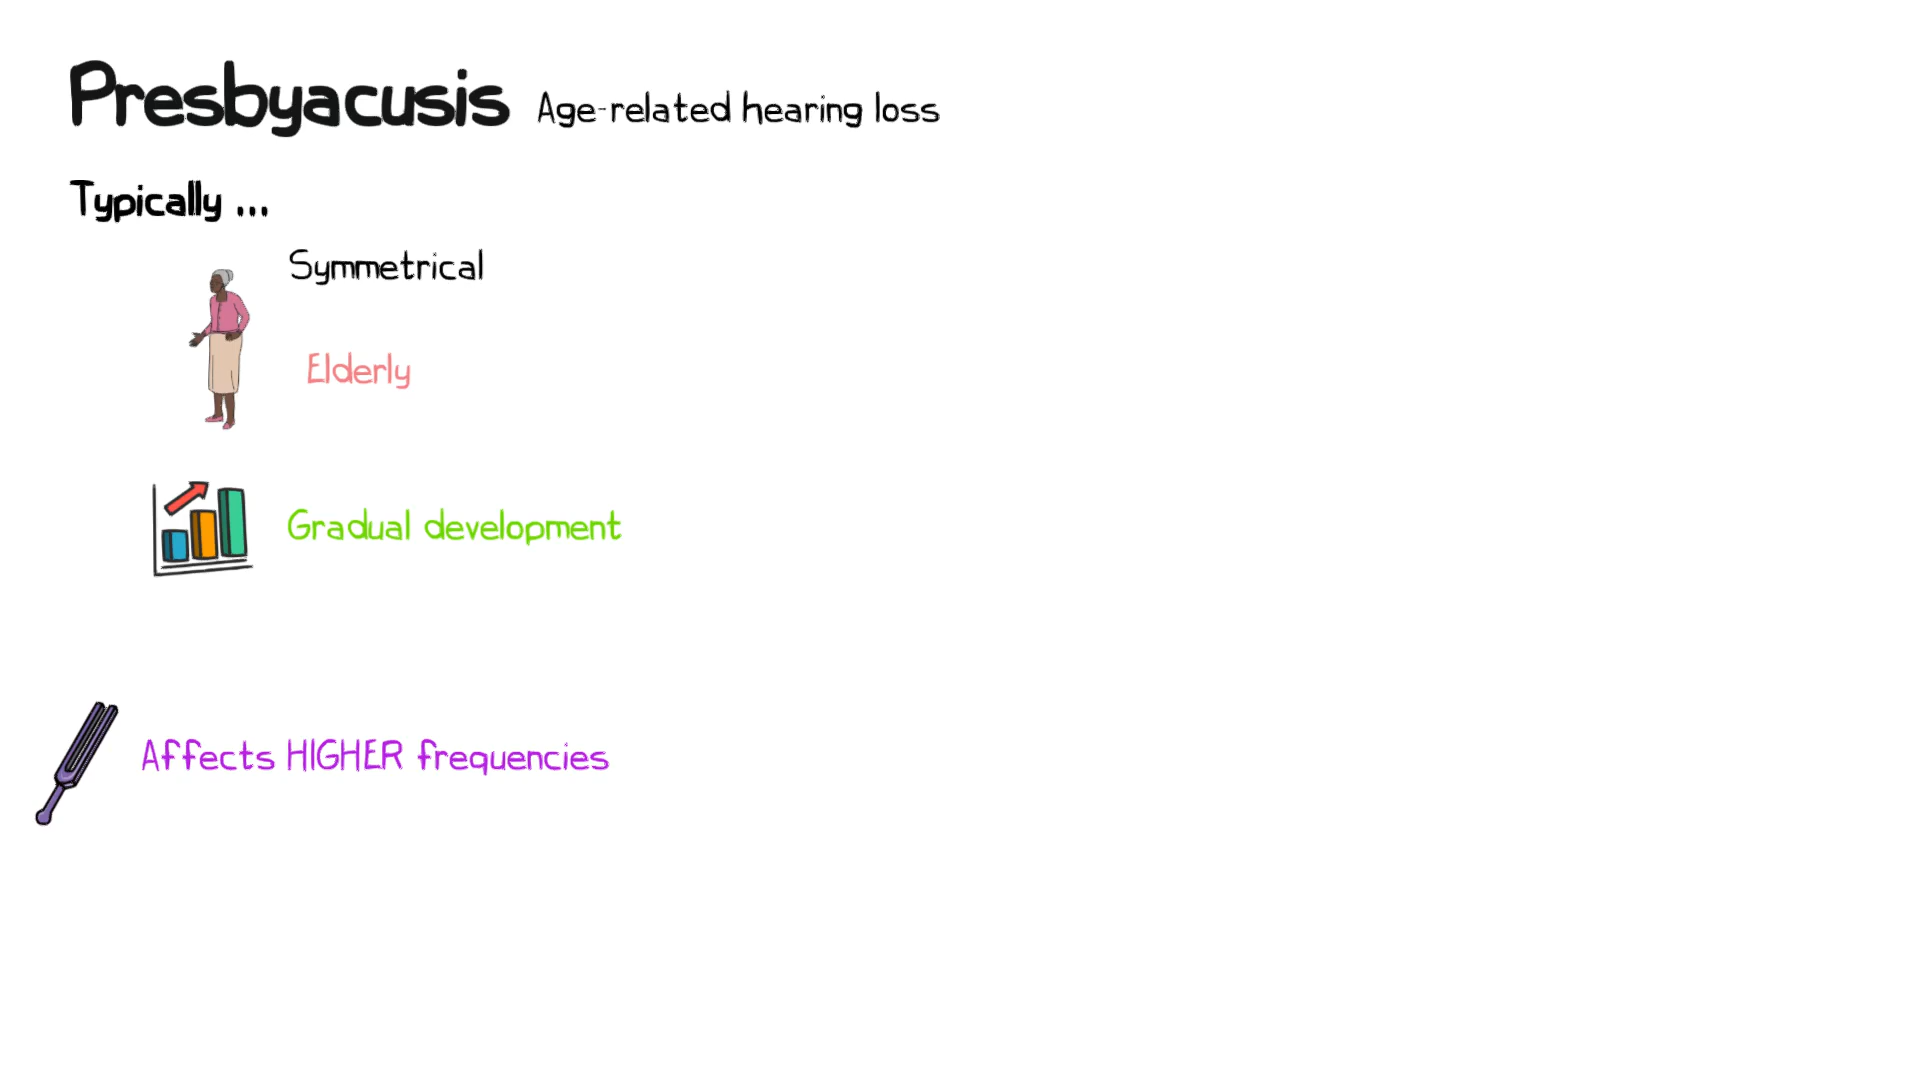 Presbyacusis Age-related hearing loss
Typically ...
Symmetrical
Elderly
Gradual development
Affects HIGHER frequencies